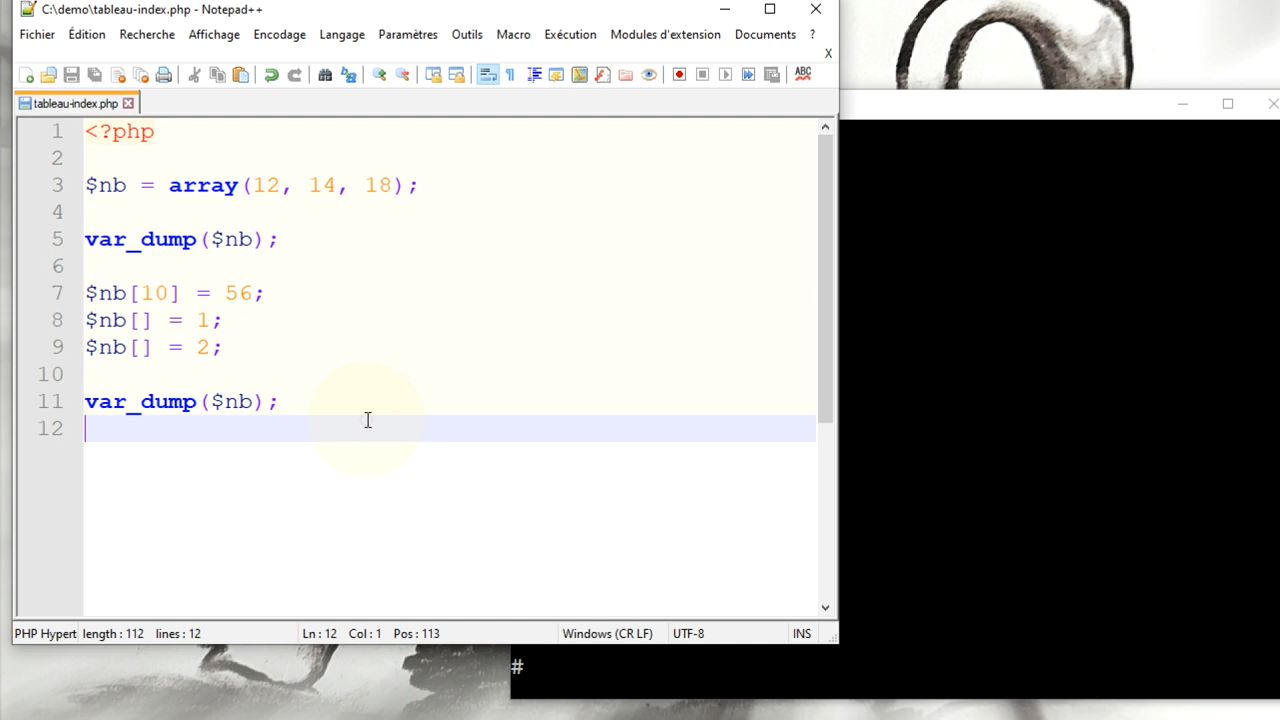 C:\demo\tableau-index.php - Notepad++
Fichier Édition Recherche Affichage Encodage Langage Paramètres Outils Macro Exécution Modules d'extension Documents ?
X
ABC
tableau-index.php
1 <?php
2
3 $nb = array(12, 14, 18);
4
5 var_dump($nb);
6
7 $nb[10] = 56;
8 $nb[] = 1;
9 $nb[] = 2;
10
11 var_dump($nb);
12
PHP Hypert length : 112 lines : 12 Ln : 12 Col : 1 Pos : 113 Windows (CR LF) UTF-8 INS
#